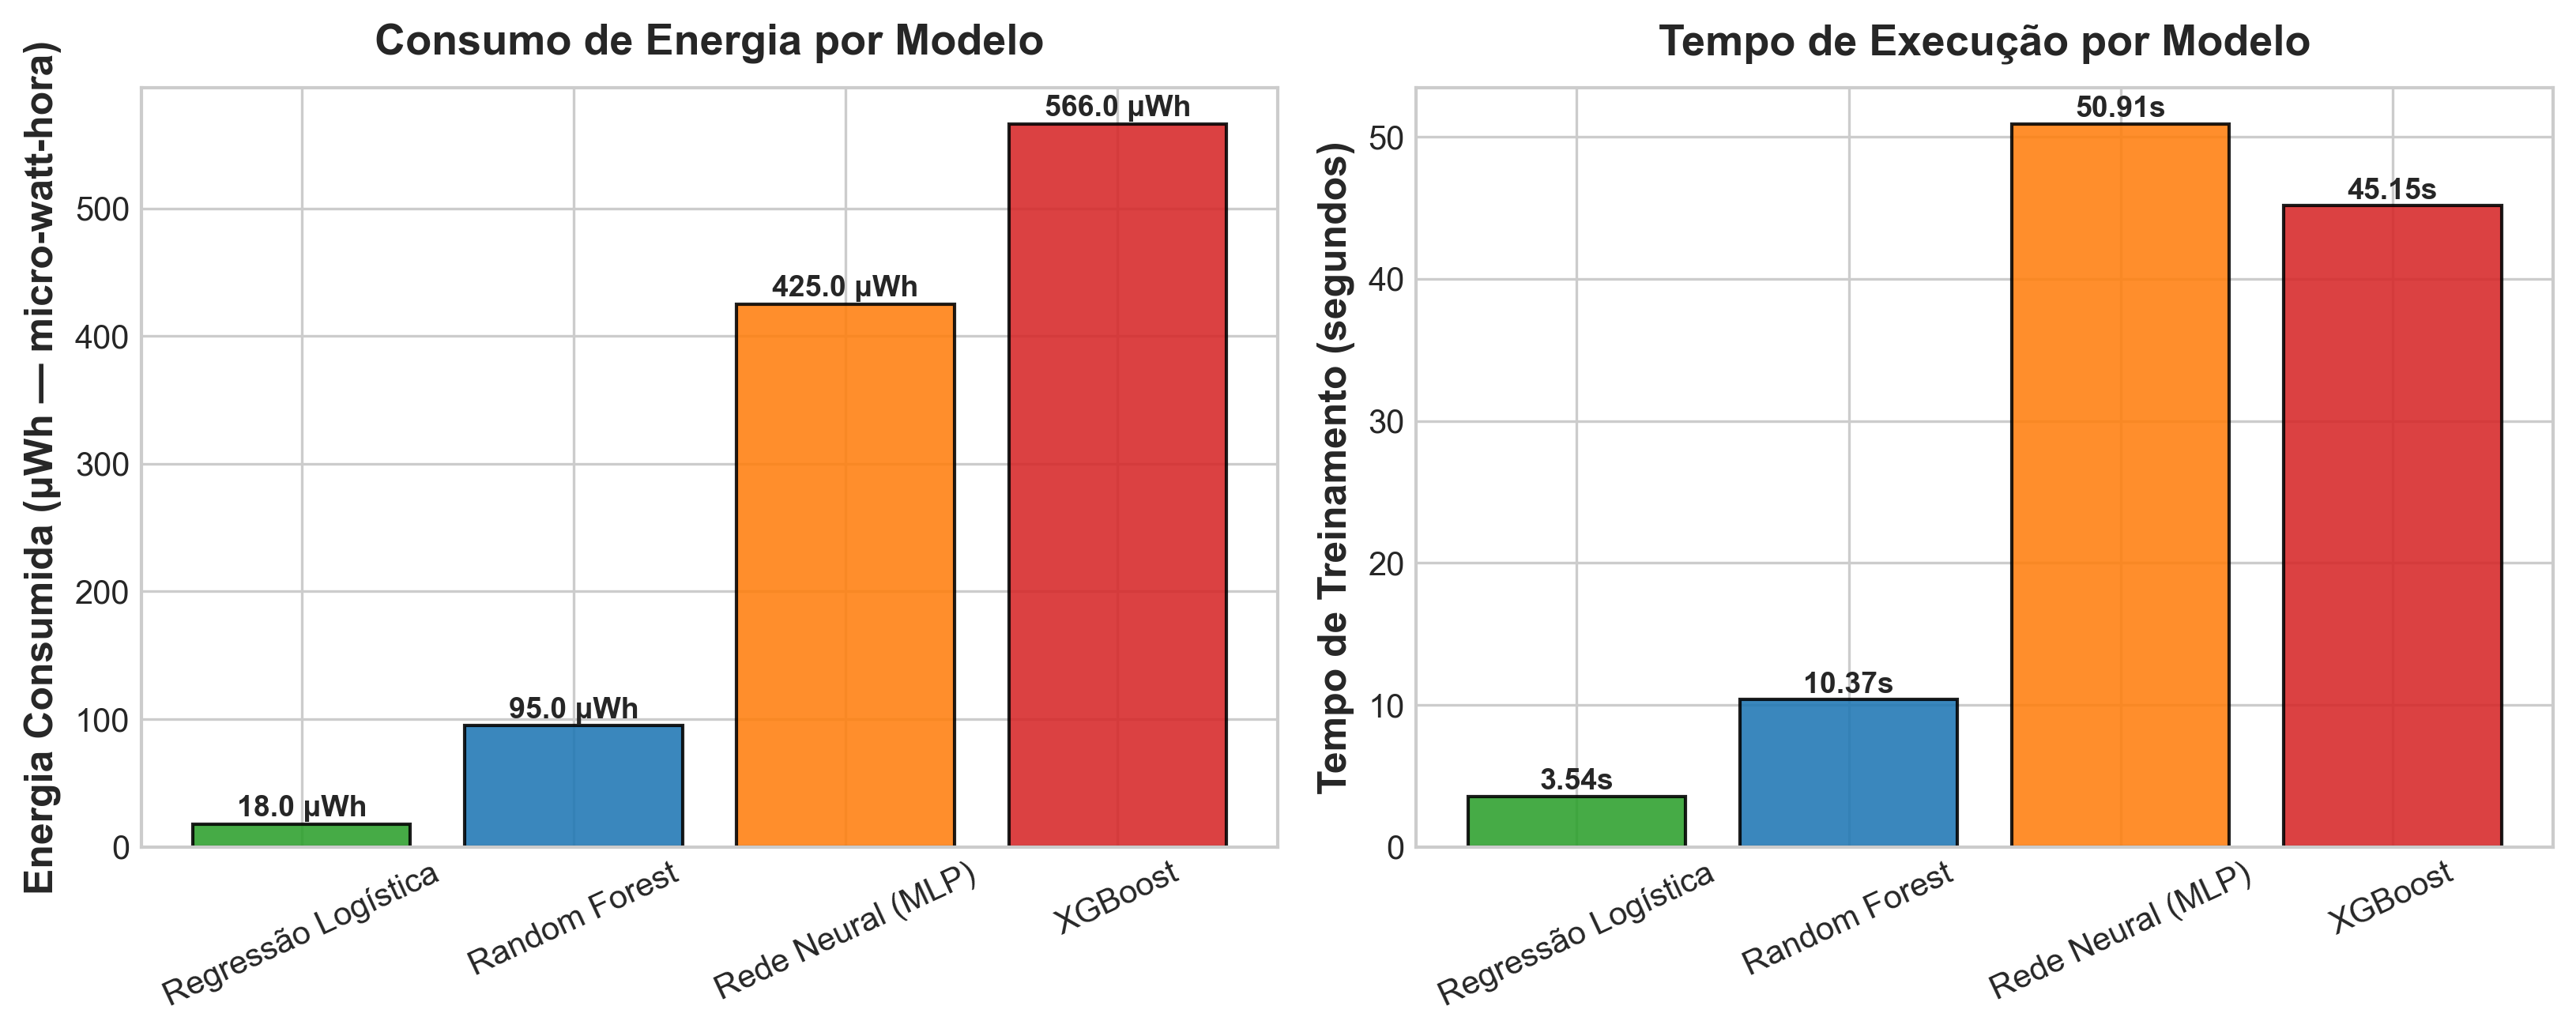 Consumo de Energia por Modelo
Energia Consumida (µWh — micro-watt-hora)
500
400
300
200
100
0
18.0 µWh
95.0 µWh
425.0 µWh
566.0 µWh
Regressão Logística
Random Forest
Rede Neural (MLP)
XGBoost
Tempo de Execução por Modelo
Tempo de Treinamento (segundos)
50
40
30
20
10
0
3.54s
10.37s
50.91s
45.15s
Regressão Logística
Random Forest
Rede Neural (MLP)
XGBoost